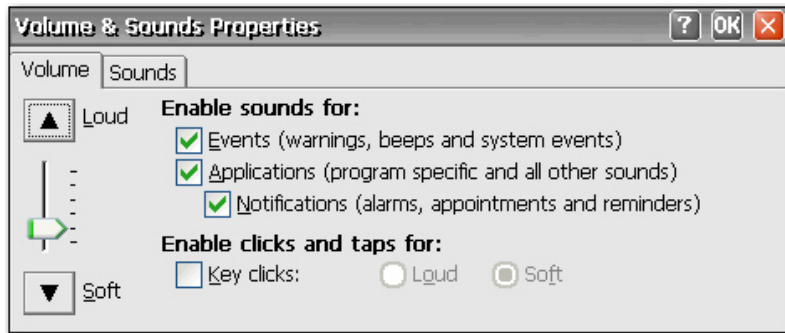 Volume & Sounds Properties ? OK X
Volume Sounds
Loud Enable sounds for:
Events (warnings, beeps and system events)
Applications (program specific and all other sounds)
Notifications (alarms, appointments and reminders)
Enable clicks and taps for:
Soft Key clicks: Loud Soft